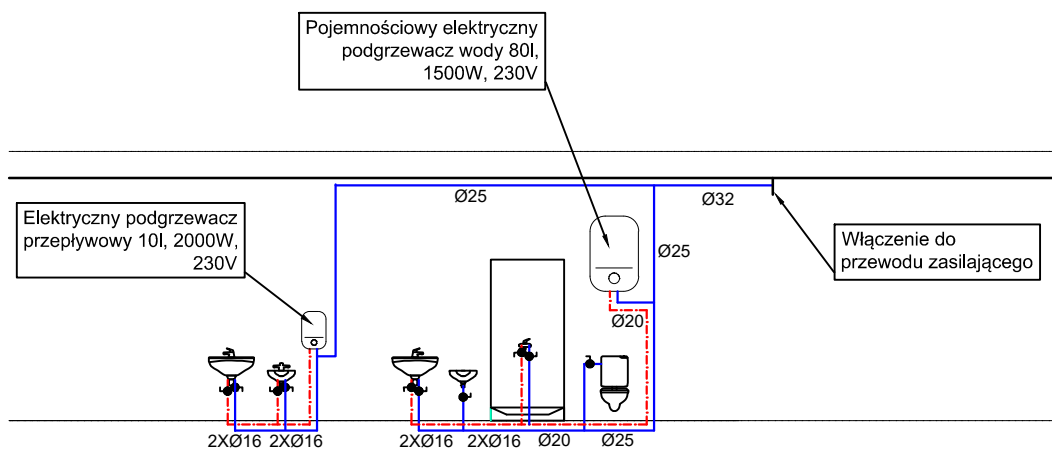 Pojemnościowy elektryczny
podgrzewacz wody 80l,
1500W, 230V
Ø25
Ø32
Elektryczny podgrzewacz
przepływowy 10l, 2000W,
230V
Włączenie do
przewodu zasilającego
Ø25
Ø20
2XØ16 2XØ16
2XØ16 2XØ16 Ø20 Ø25